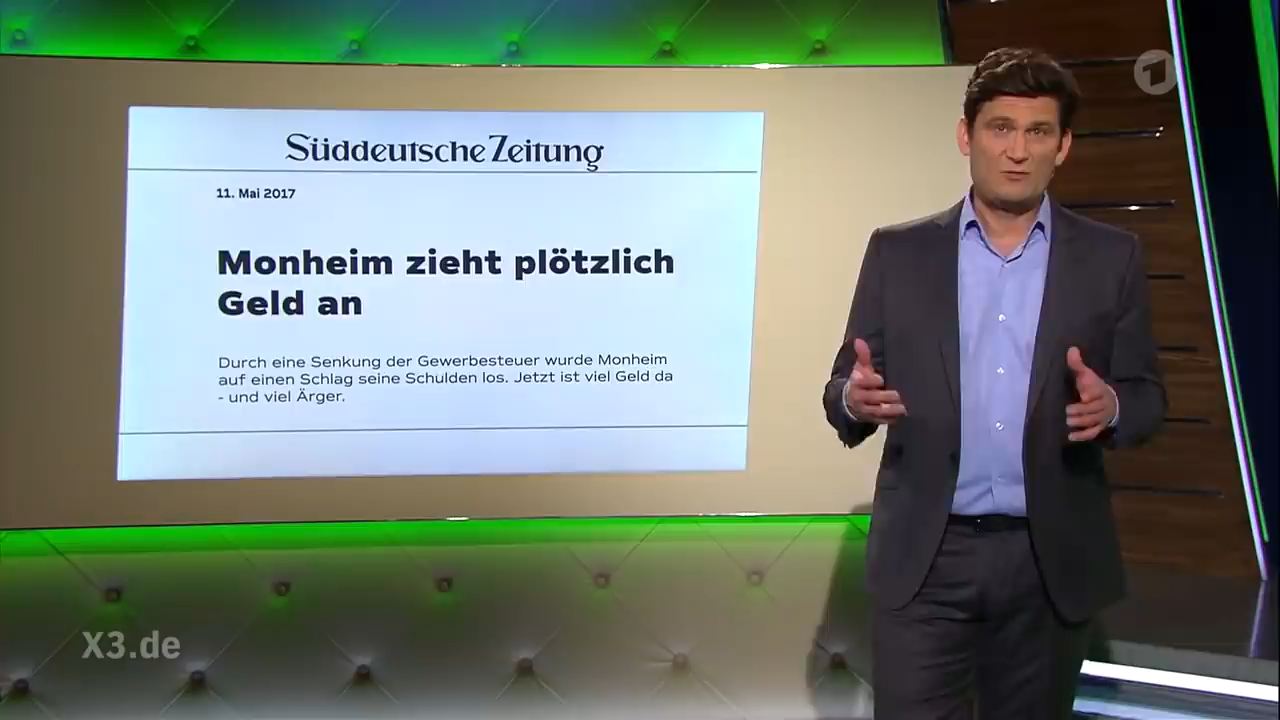 Süddeutsche Zeitung
11. Mai 2017
Monheim zieht plötzlich
Geld an
Durch eine Senkung der Gewerbesteuer wurde Monheim
auf einen Schlag seine Schulden los. Jetzt ist viel Geld da
- und viel Ärger.
1
X3.de